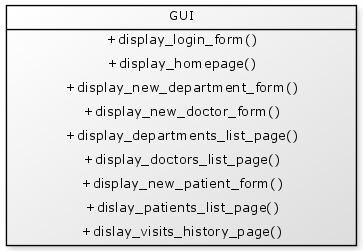 GUI
+ display_login_form()
+ display_homepage()
+ display_new_department_form()
+ display_new_doctor_form()
+ display_departments_list_page()
+ display_doctors_list_page()
+ display_new_patient_form()
+ dislay_patients_list_page()
+ dislay_visits_history_page()